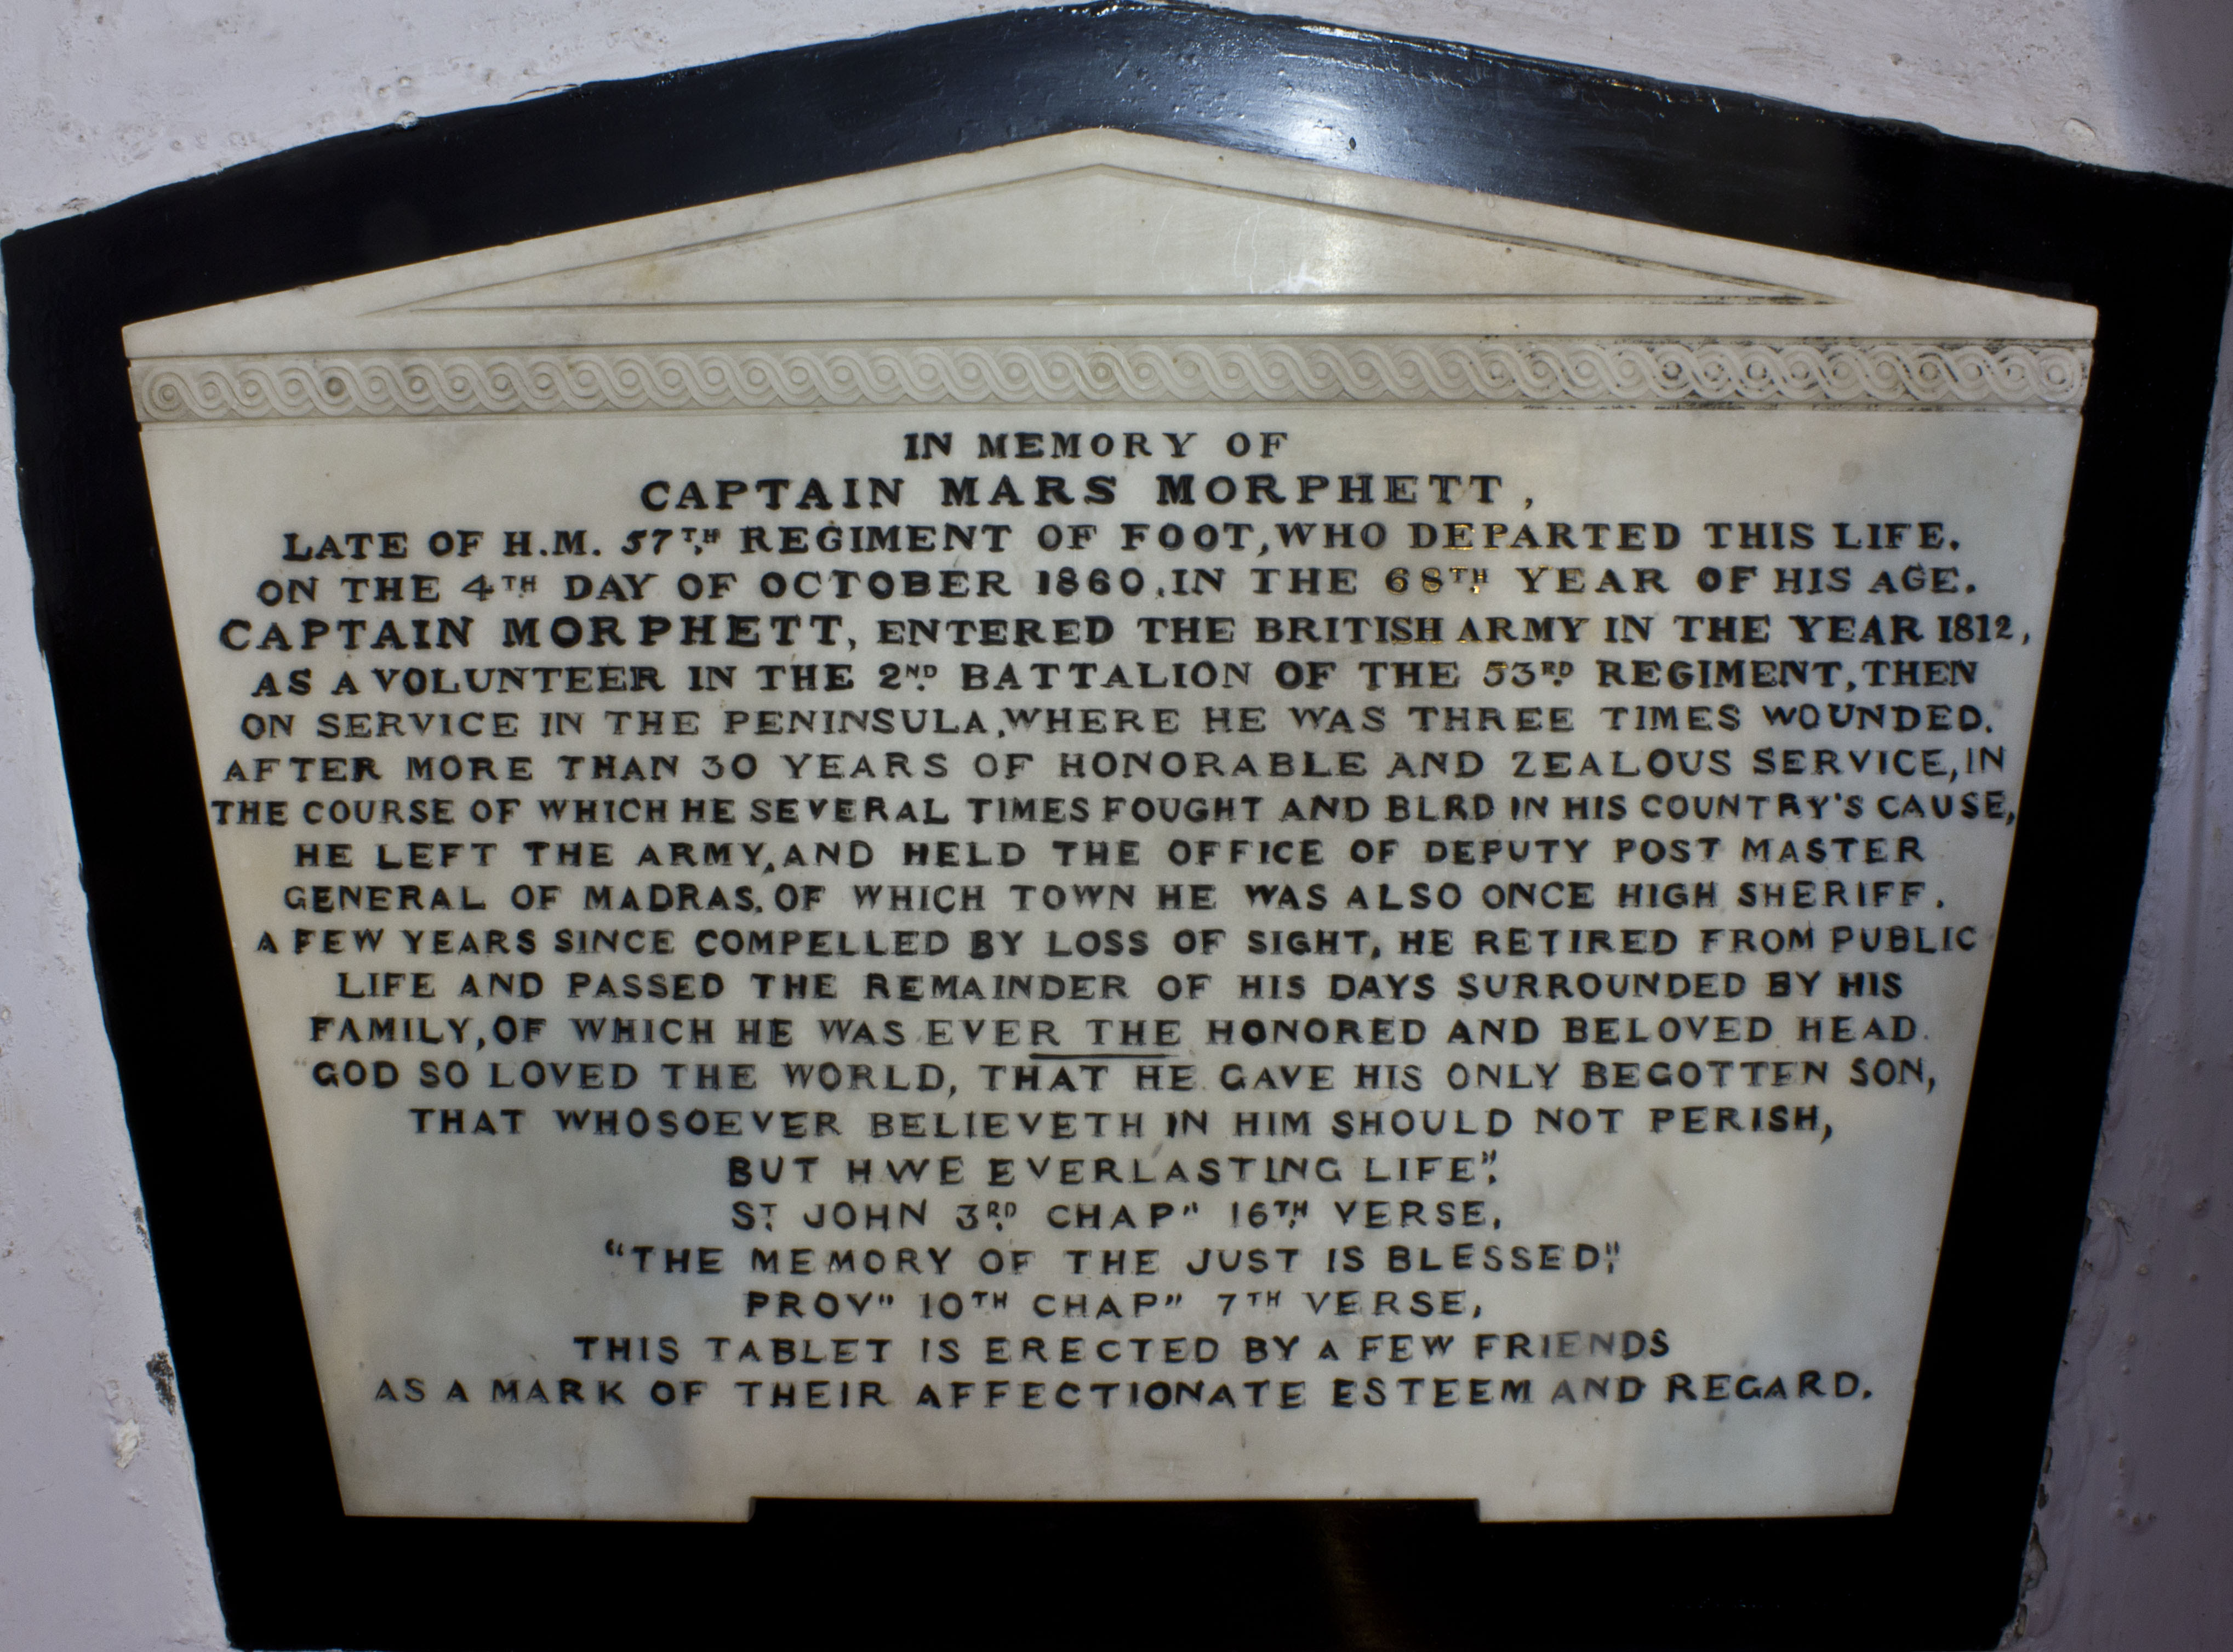 IN MEMORY OF
CAPTAIN MARS MORPHETT,
LATE OF H.M. 57TH REGIMENT OF FOOT, WHO DEPARTED THIS LIFE.
ON THE 4TH DAY OF OCTOBER 1860, IN THE 68TH YEAR OF HIS AGE.
CAPTAIN MORPHETT, ENTERED THE BRITISH ARMY IN THE YEAR 1812,
AS A VOLUNTEER IN THE 2ND BATTALION OF THE 53RD REGIMENT, THEN
ON SERVICE IN THE PENINSULA, WHERE HE WAS THREE TIMES WOUNDED.
AFTER MORE THAN 30 YEARS OF HONORABLE AND ZEALOUS SERVICE, IN
THE COURSE OF WHICH HE SEVERAL TIMES FOUGHT AND BLRD IN HIS COUNTRY'S CAUSE,
HE LEFT THE ARMY, AND HELD THE OFFICE OF DEPUTY POST MASTER
GENERAL OF MADRAS, OF WHICH TOWN HE WAS ALSO ONCE HIGH SHERIFF.
A FEW YEARS SINCE COMPELLED BY LOSS OF SIGHT, HE RETIRED FROM PUBLIC
LIFE AND PASSED THE REMAINDER OF HIS DAYS SURROUNDED BY HIS
FAMILY, OF WHICH HE WAS EVER THE HONORED AND BELOVED HEAD.
"GOD SO LOVED THE WORLD, THAT HE GAVE HIS ONLY BEGOTTEN SON,
THAT WHOSOEVER BELIEVETH IN HIM SHOULD NOT PERISH,
BUT HWE EVERLASTING LIFE".
ST. JOHN 3RD CHAP" 16TH VERSE,
"THE MEMORY OF THE JUST IS BLESSED",
PROV" 10TH CHAP" 7TH VERSE,
THIS TABLET IS ERECTED BY A FEW FRIENDS
AS A MARK OF THEIR AFFECTIONATE ESTEEM AND REGARD.